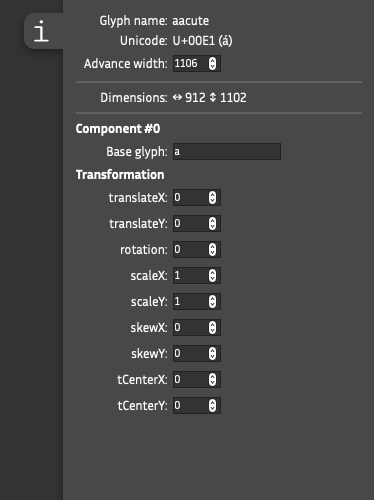 i
Glyph name: aacute
Unicode: U+00E1 (á)
Advance width: 1106
Dimensions: ↔ 912 ↕ 1102
Component #0
Base glyph: a
Transformation
translateX: 0
translateY: 0
rotation: 0
scaleX: 1
scaleY: 1
skewX: 0
skewY: 0
tCenterX: 0
tCenterY: 0